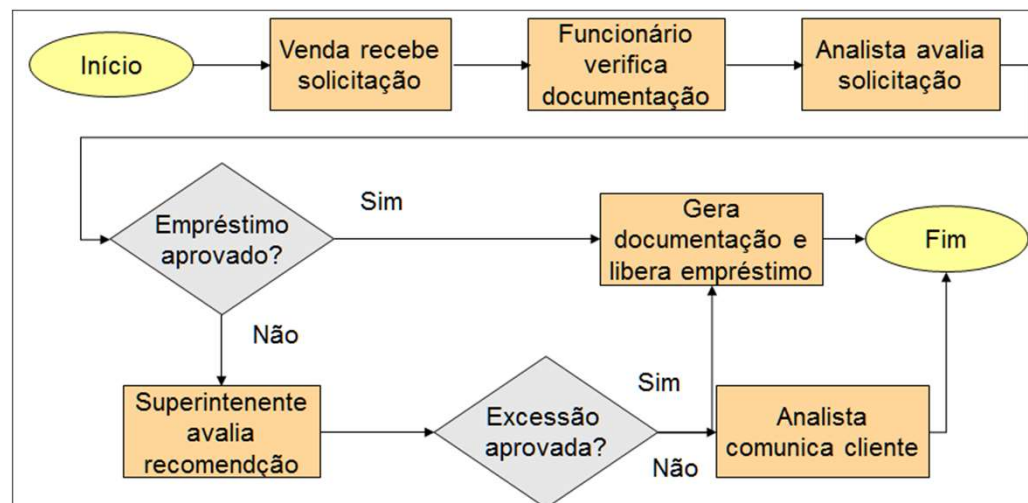 Início
Venda recebe
solicitação
Funcionário
verifica
documentação
Analista avalia
solicitação
Empréstimo
aprovado?
Sim
Gera
documentação e
libera empréstimo
Fim
Não
Superintenente
avalia
recomendção
Excessão
aprovada?
Sim
Não
Analista
comunica cliente